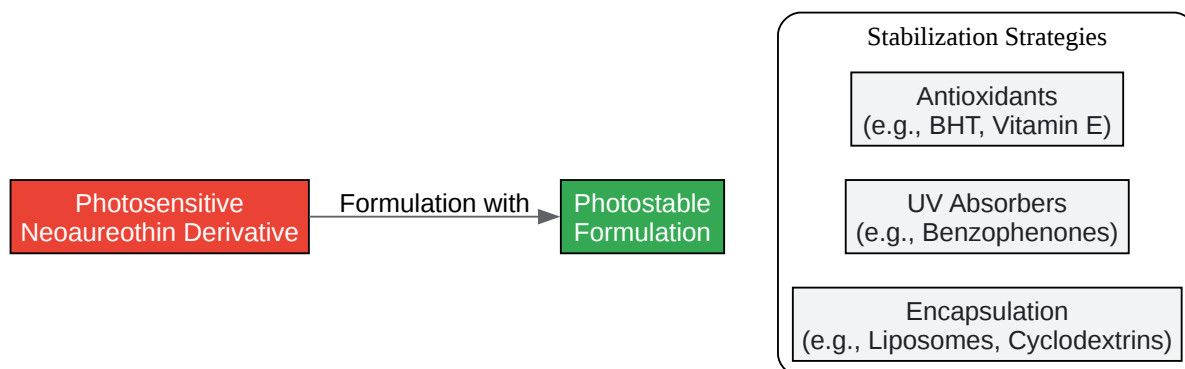 Photosensitive
Neoaureothin Derivative
Formulation with
Photostable
Formulation
Stabilization Strategies
Antioxidants
(e.g., BHT, Vitamin E)
UV Absorbers
(e.g., Benzophenones)
Encapsulation
(e.g., Liposomes, Cyclodextrins)